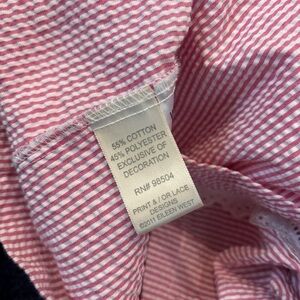 55% COTTON
45% POLYESTER
EXCLUSIVE OF
DECORATION
RN# 98504
PRINT & / OR LACE
DESIGNS
©2011 EILEEN WEST